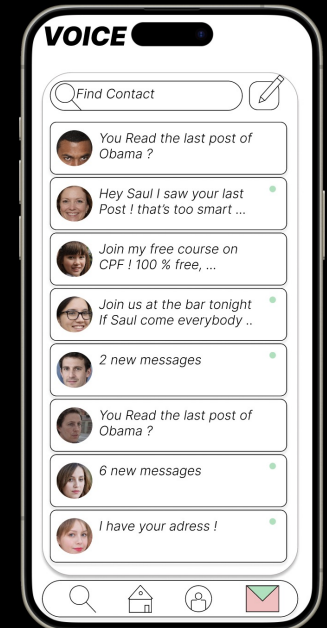 VOICE
Find Contact
You Read the last post of
Obama ?
Hey Saul I saw your last
Post ! that's too smart ...
Join my free course on
CPF ! 100 % free, ...
Join us at the bar tonight
If Saul come everybody ..
2 new messages
You Read the last post of
Obama ?
6 new messages
I have your adress !